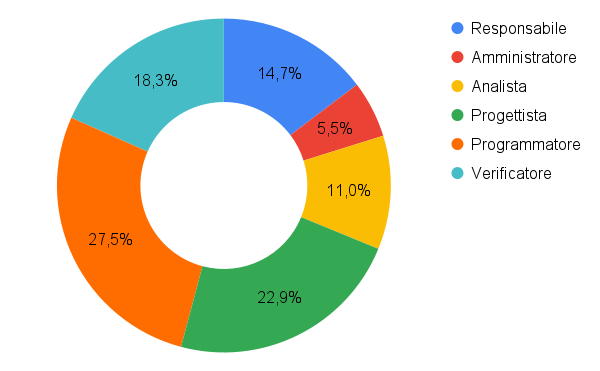 14,7%
5,5%
11,0%
22,9%
27,5%
18,3%
Responsabile
Amministratore
Analista
Progettista
Programmatore
Verificatore